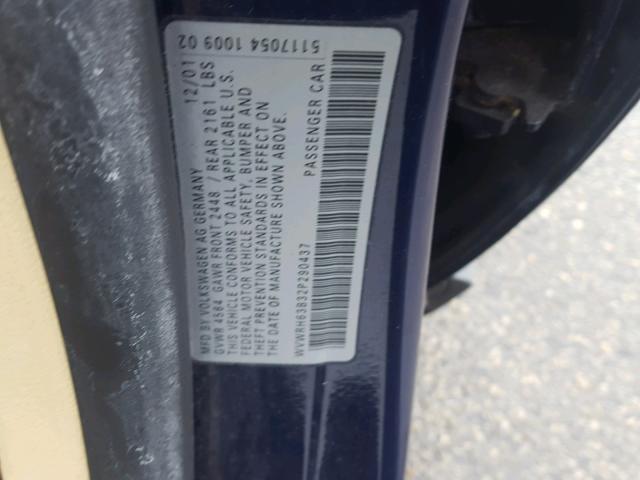 5117054 1009 02
MFD BY VOLKSWAGEN AG GERMANY 12/01
GVWR 4564 GAWR FRONT 2448 / REAR 2161 LBS
THIS VEHICLE CONFORMS TO ALL APPLICABLE U.S.
FEDERAL MOTOR VEHICLE SAFETY, BUMPER AND
THEFT PREVENTION STANDARDS IN EFFECT ON
THE DATE OF MANUFACTURE SHOWN ABOVE.
WVWRH63B32P290437 PASSENGER CAR